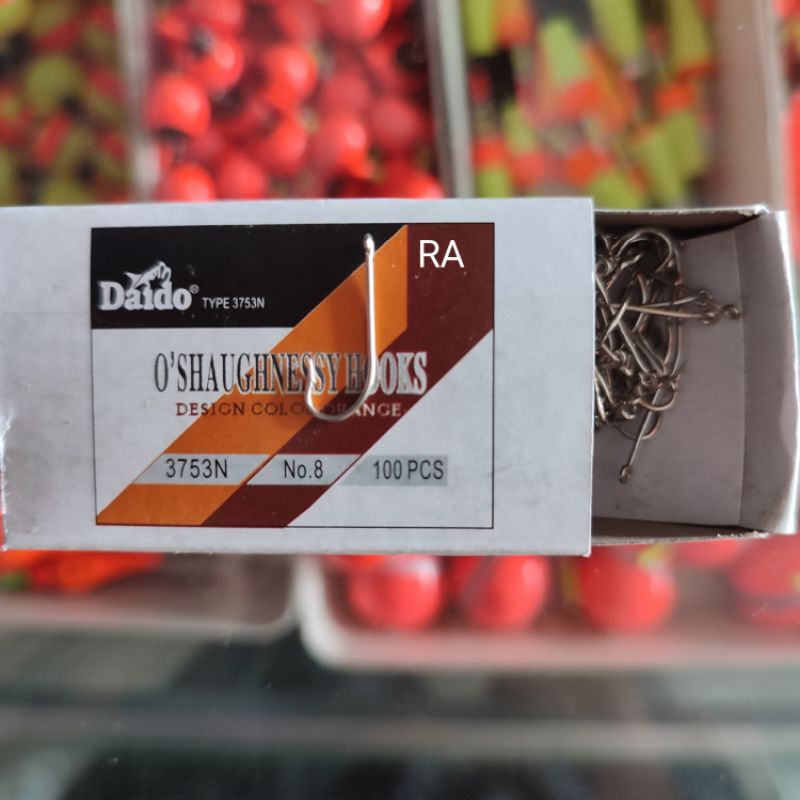 RA
Daido® TYPE 3753N
O'SHAUGHNESSY HOOKS
DESIGN COLOR ORANGE
3753N No.8 100 PCS